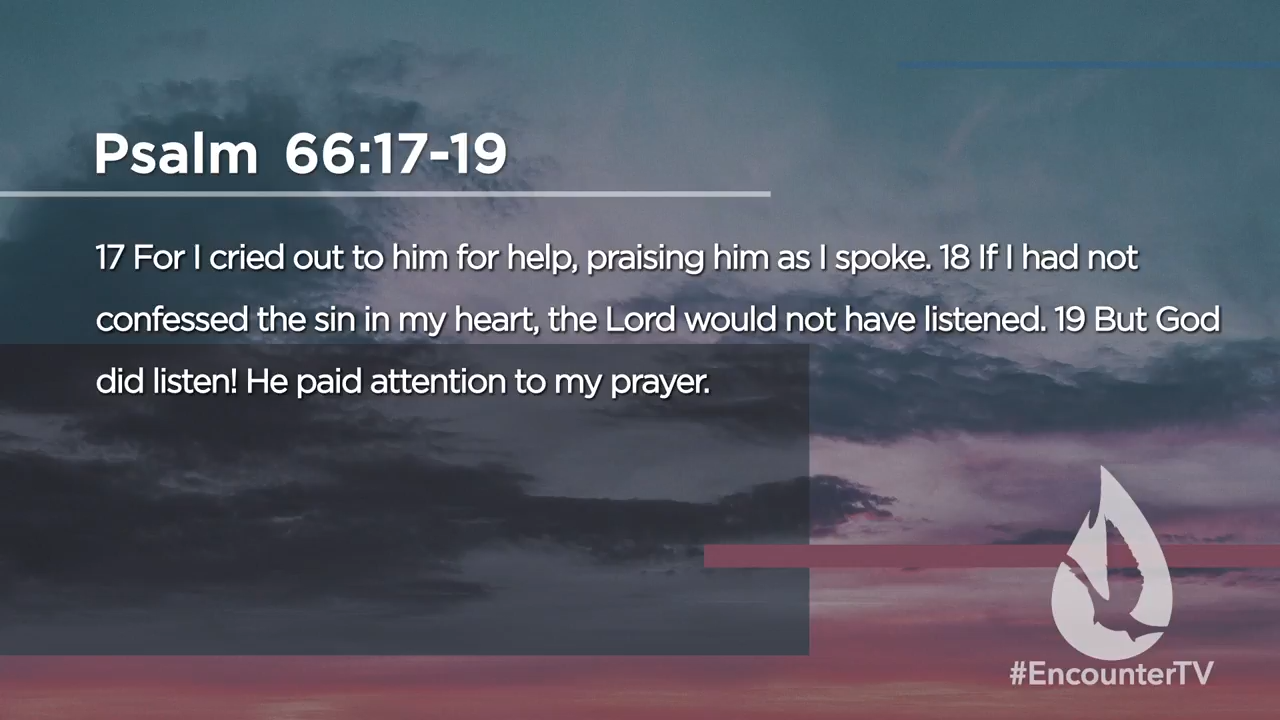 Psalm 66:17-19
17 For I cried out to him for help, praising him as I spoke. 18 If I had not
confessed the sin in my heart, the Lord would not have listened. 19 But God
did listen! He paid attention to my prayer.
#EncounterTV